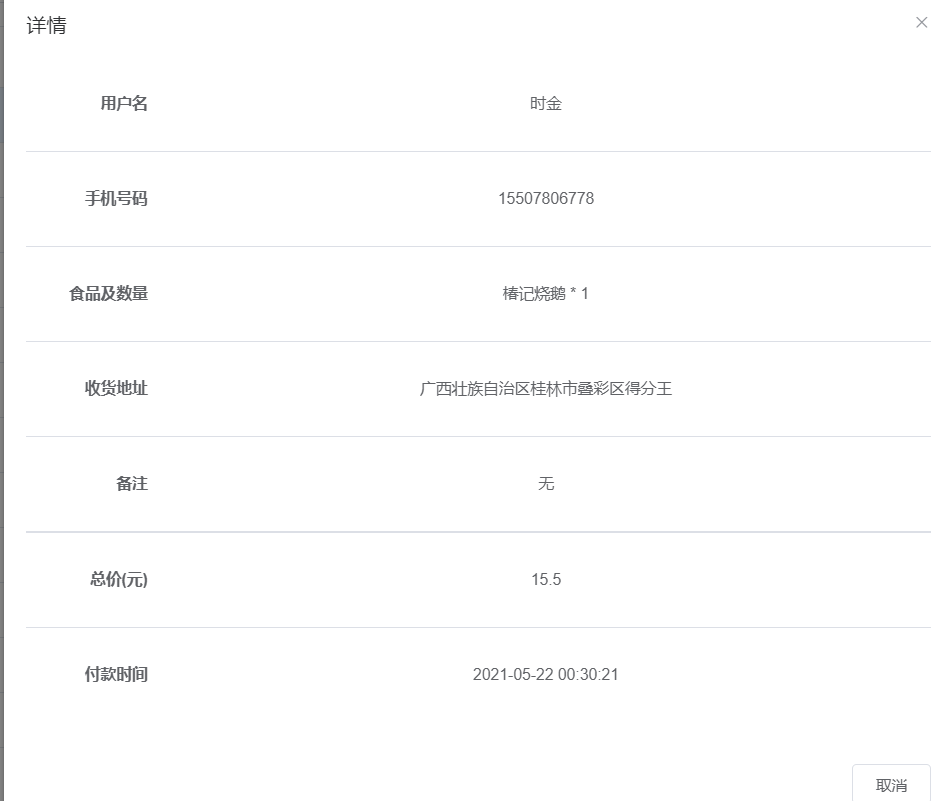 详情
用户名 时金
手机号码 15507806778
食品及数量 椿记烧鹅 * 1
收货地址 广西壮族自治区桂林市叠彩区得分王
备注 无
总价(元) 15.5
付款时间 2021-05-22 00:30:21
取消